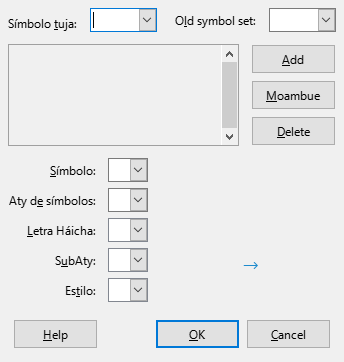 Símbolo tuja: Old symbol set:
Add
Moambue
Delete
Símbolo:
Aty de símbolos:
Letra Háicha:
SubAty:
Estilo:
Help OK Cancel